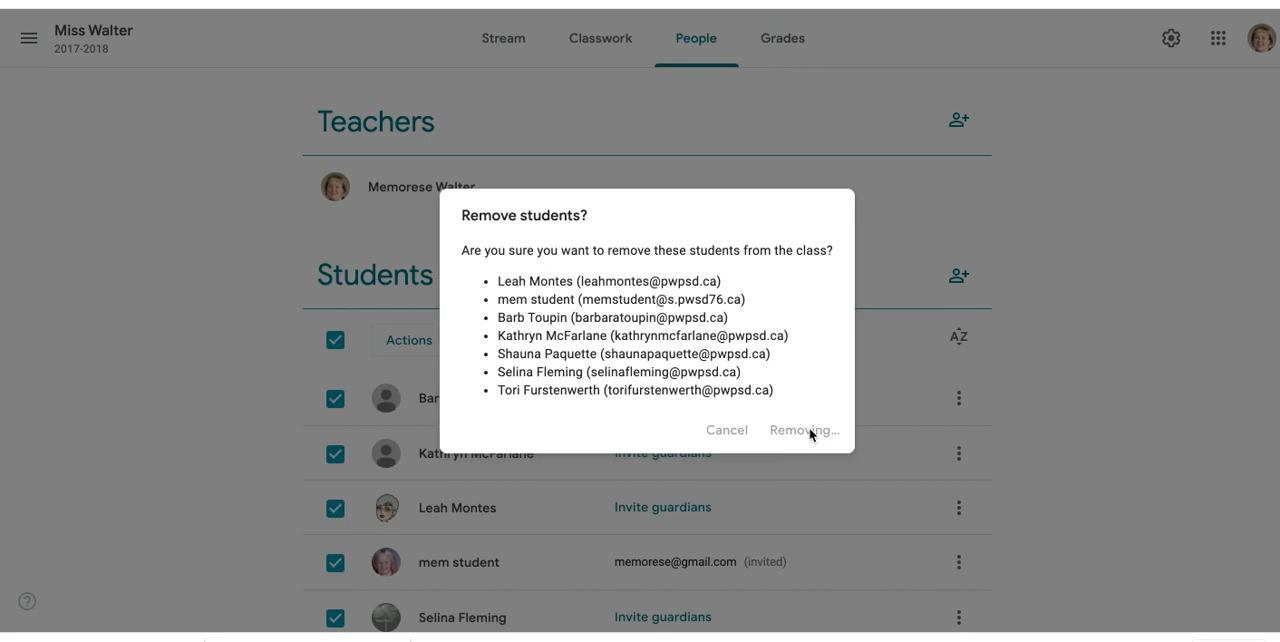 Miss Walter
2017-2018
Stream
Classwork
People
Grades
Teachers
Memorese Walter
Students
Actions
AZ
Remove students?
Are you sure you want to remove these students from the class?
Leah Montes (leahmontes@pwpsd.ca)
mem student (memstudent@s.pwsd76.ca)
Barb Toupin (barbaratoupin@pwpsd.ca)
Kathryn McFarlane (kathrynmcfarlane@pwpsd.ca)
Shauna Paquette (shaunapaquette@pwpsd.ca)
Selina Fleming (selinafleming@pwpsd.ca)
Tori Furstenwerth (torifurstenwerth@pwpsd.ca)
Cancel
Removing...
Bar
Kathryn McFarlane
Invite guardians
Leah Montes
Invite guardians
mem student
memorese@gmail.com (invited)
Selina Fleming
Invite guardians